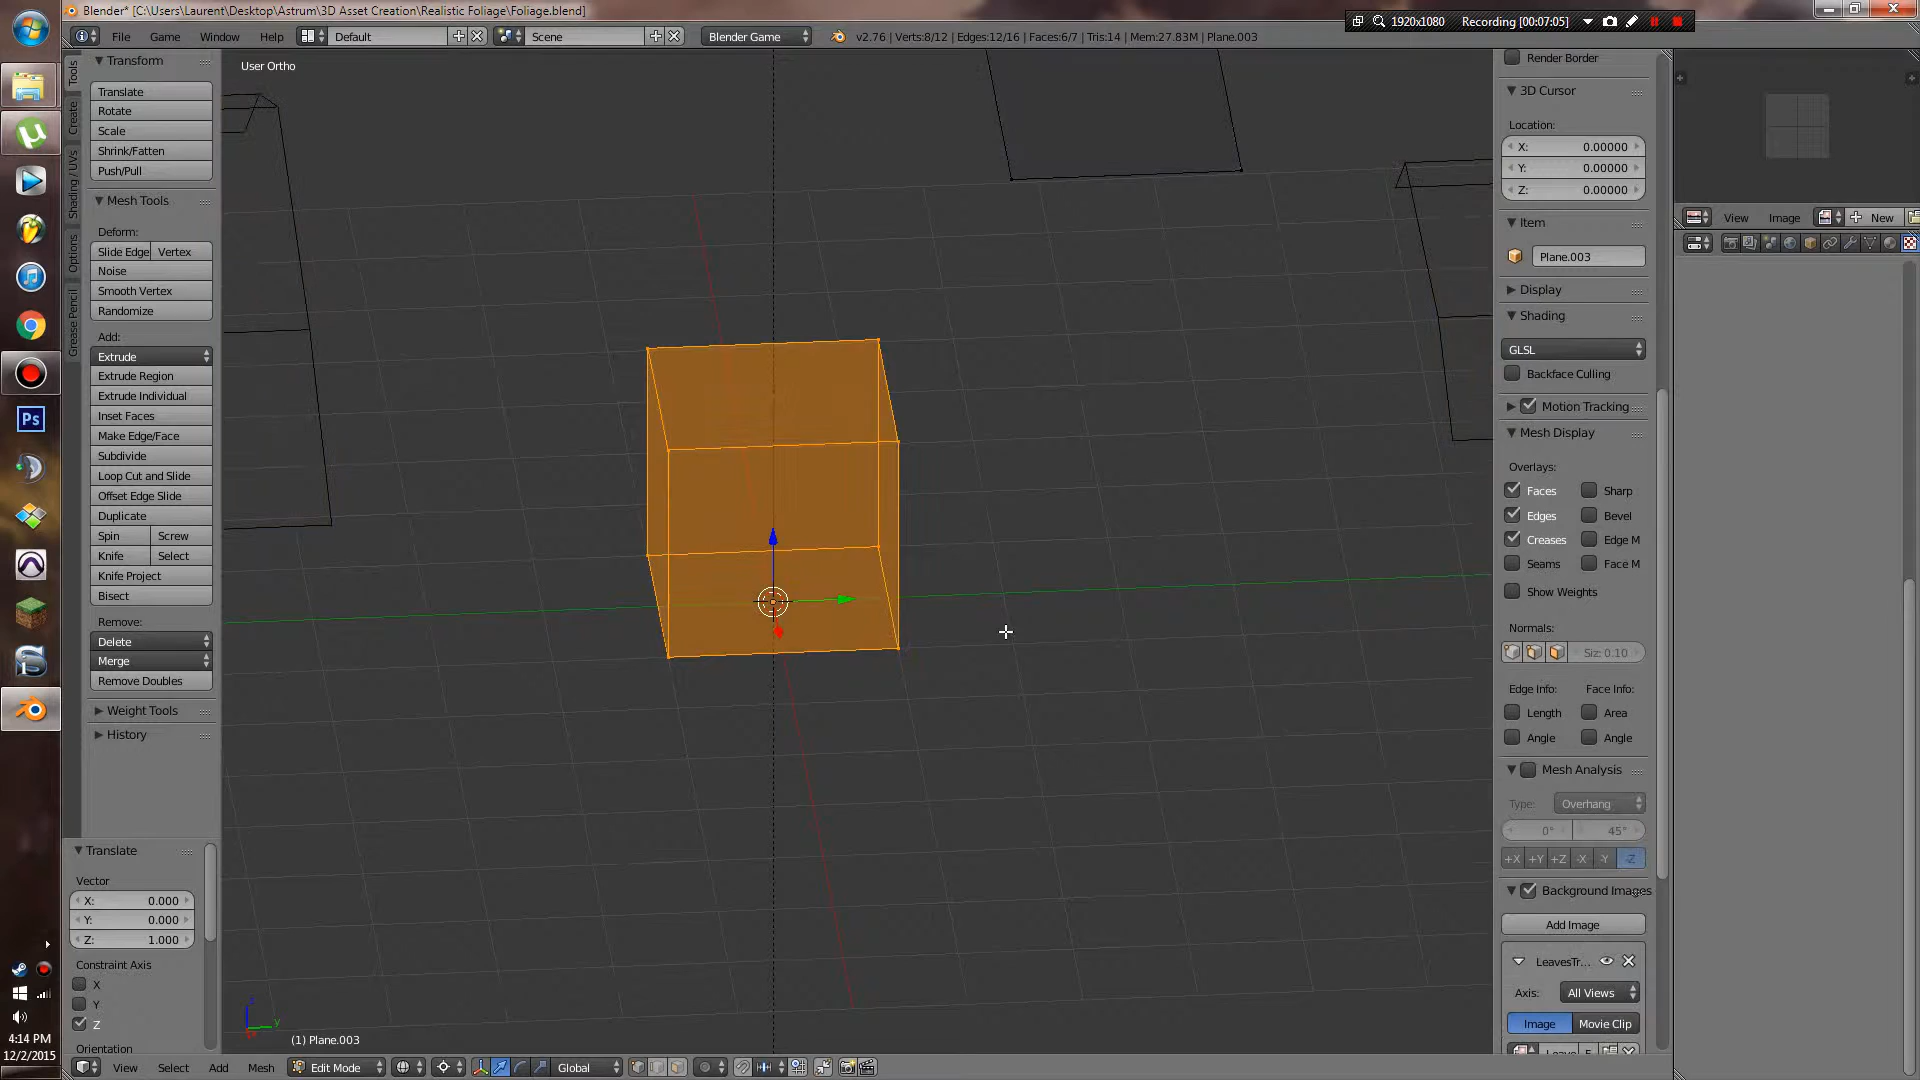 Blender* [C:\Users\Laurent\Desktop\Astrum\3D Asset Creation\Realistic Foliage\Foliage.blend]
1920x1080 Recording [00:07:05]
File Game Window Help Default Scene Blender Game v2.76 | Verts:8/12 | Edges:12/16 | Faces:6/7 | Tris:14 | Mem:27.83M | Plane.003
Tools
Create
Shading / UVs
Options
Grease Pencil
Transform
Translate
Rotate
Scale
Shrink/Fatten
Push/Pull
Mesh Tools
Deform:
Slide Edge Vertex
Noise
Smooth Vertex
Randomize
Add:
Extrude
Extrude Region
Extrude Individual
Inset Faces
Make Edge/Face
Subdivide
Loop Cut and Slide
Offset Edge Slide
Duplicate
Spin Screw
Knife Select
Knife Project
Bisect
Remove:
Delete
Merge
Remove Doubles
Weight Tools
History
Translate
Vector
X: 0.000
Y: 0.000
Z: 1.000
Constraint Axis
X
Y
Z
Orientation
User Ortho
(1) Plane.003
View Select Add Mesh Edit Mode Global
Render Border
3D Cursor
Location:
X: 0.00000
Y: 0.00000
Z: 0.00000
Item
Plane.003
Display
Shading
GLSL
Backface Culling
Motion Tracking
Mesh Display
Overlays:
Faces Sharp
Edges Bevel
Creases Edge M
Seams Face M
Show Weights
Normals:
Siz: 0.10
Edge Info: Face Info:
Length Area
Angle Angle
Mesh Analysis
Type: Overhang
0° 45°
+X +Y +Z -X -Y -Z
Background Images
Add Image
LeavesTr...
Axis: All Views
Image Movie Clip
View Image New
Ps
4:14 PM
12/2/2015